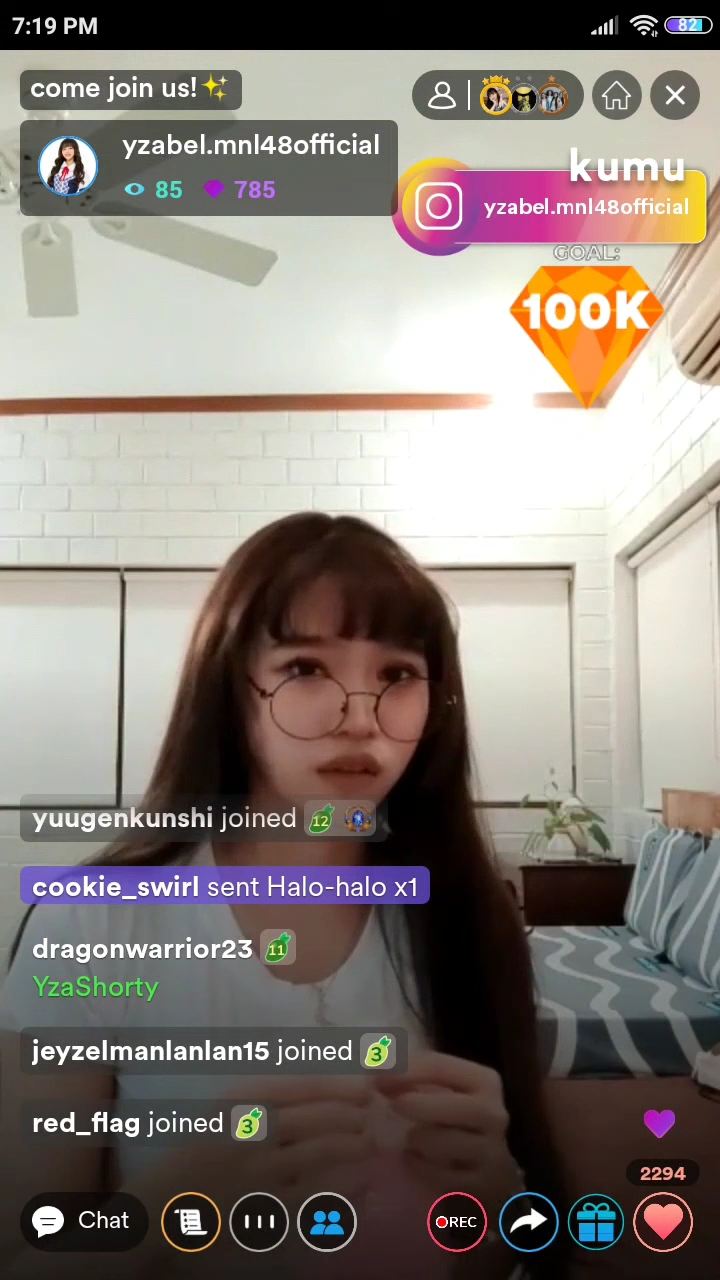 7:19 PM
82
come join us!✨
yzabel.mnl48official
85 785
kumu
yzabel.mnl48official
GOAL:
100K
yuugenkunshi joined 12
cookie_swirl sent Halo-halo x1
dragonwarrior23 11
YzaShorty
jeyzelmanlanlan15 joined 3
red_flag joined 3
2294
Chat
REC